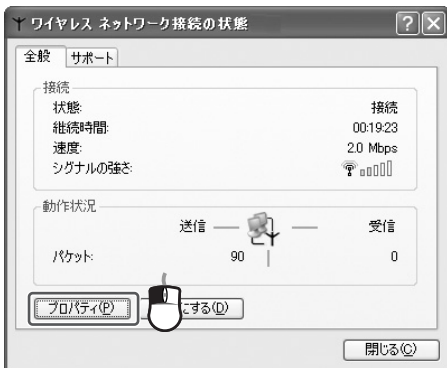 ワイヤレス ネットワーク接続の状態
全般 サポート
接続
状態: 接続
継続時間: 00:19:23
速度: 2.0 Mbps
シグナルの強さ:
動作状況
送信 受信
パケット: 90 0
プロパティ(P) にする(D)
閉じる(C)